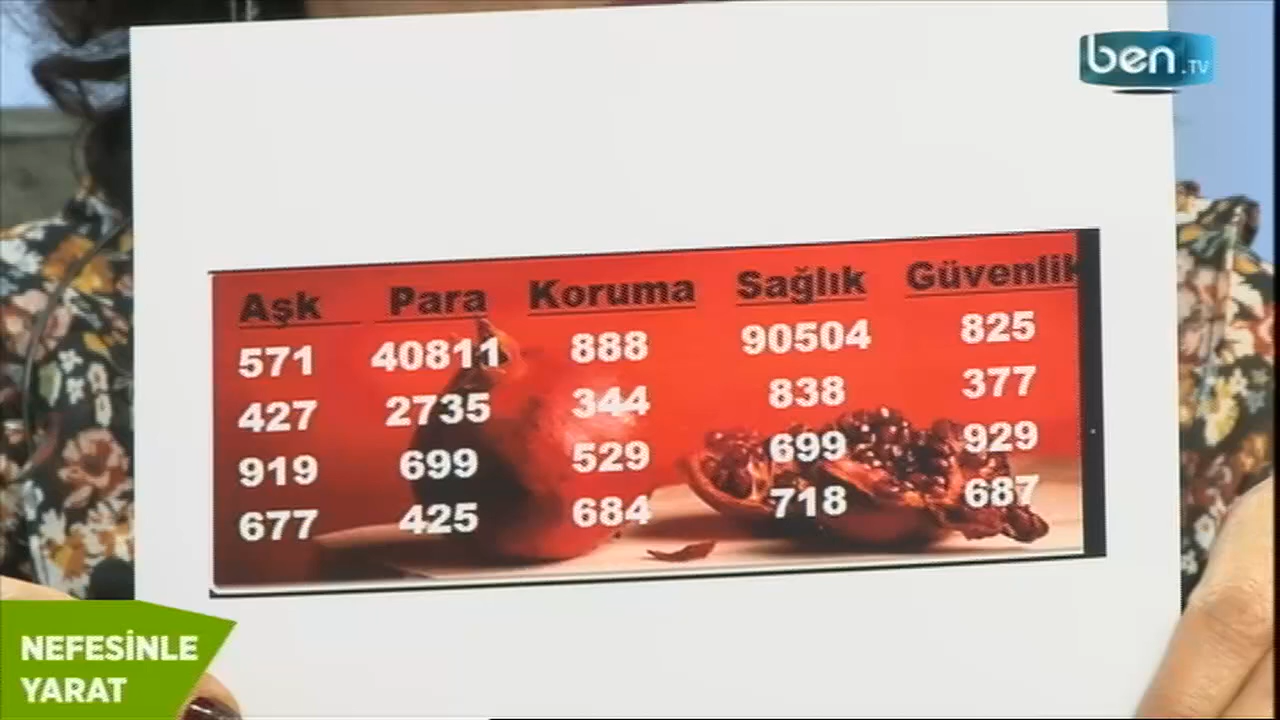 ben.TV
Aşk Para Koruma Sağlık Güvenlik
571 40811 888 90504 825
427 2735 344 838 377
919 699 529 699 929
677 425 684 718 687
NEFESİNLE
YARAT